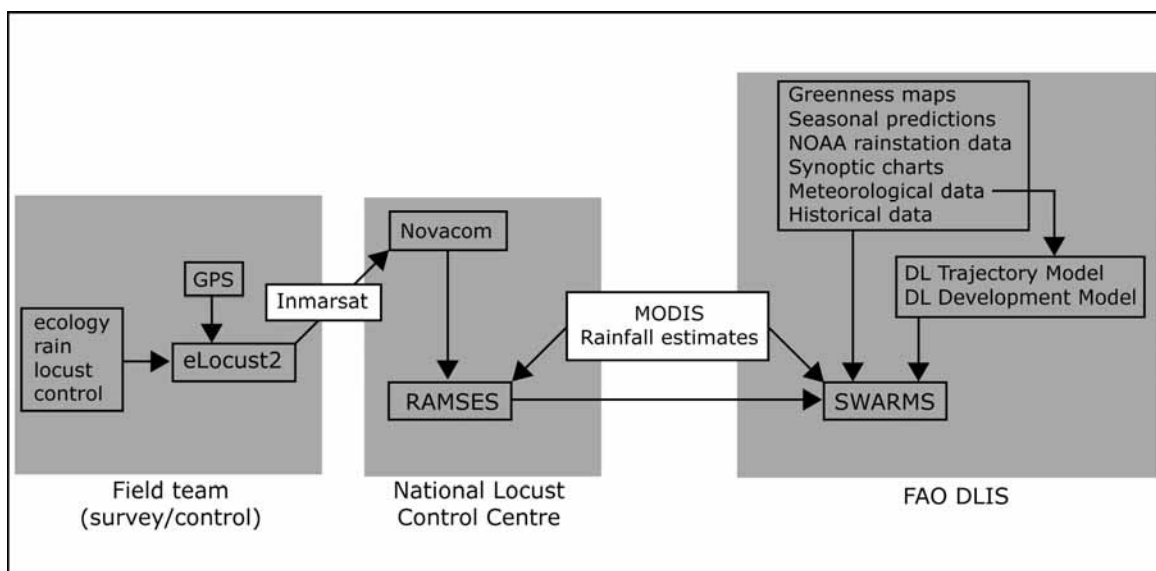 GPS
ecology
rain
locust
control
eLocust2
Inmarsat
Field team
(survey/control)
Novacom
RAMSES
National Locust
Control Centre
MODIS
Rainfall estimates
Greenness maps
Seasonal predictions
NOAA rainstation data
Synoptic charts
Meteorological data
Historical data
DL Trajectory Model
DL Development Model
SWARMS
FAO DLIS